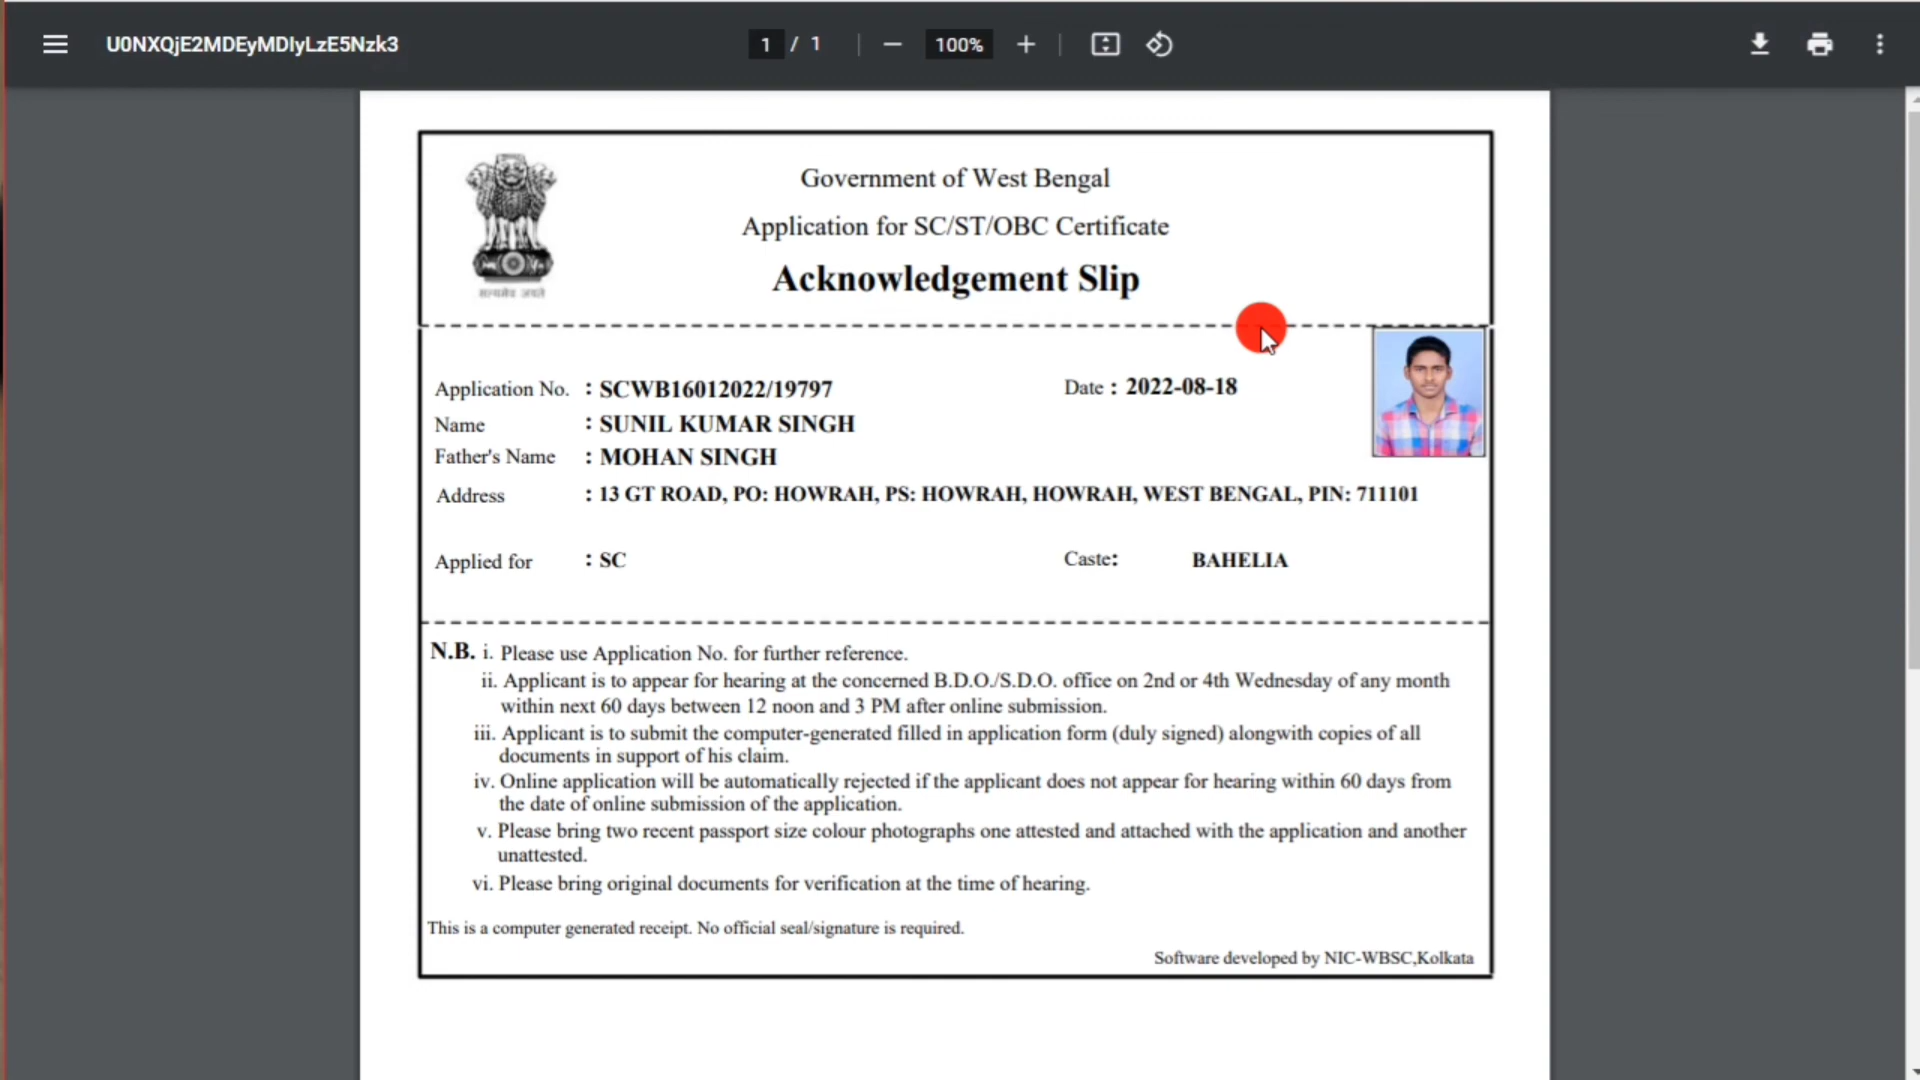 U0NXQjE2MDEyMDIyLzE5Nzk3
1 / 1
100%
Government of West Bengal
Application for SC/ST/OBC Certificate
Acknowledgement Slip
सत्यमेव जयते
Application No. : SCWB16012022/19797 Date : 2022-08-18
Name : SUNIL KUMAR SINGH
Father's Name : MOHAN SINGH
Address : 13 GT ROAD, PO: HOWRAH, PS: HOWRAH, HOWRAH, WEST BENGAL, PIN: 711101
Applied for : SC Caste: BAHELIA
N.B. i. Please use Application No. for further reference.
ii. Applicant is to appear for hearing at the concerned B.D.O./S.D.O. office on 2nd or 4th Wednesday of any month
within next 60 days between 12 noon and 3 PM after online submission.
iii. Applicant is to submit the computer-generated filled in application form (duly signed) alongwith copies of all
documents in support of his claim.
iv. Online application will be automatically rejected if the applicant does not appear for hearing within 60 days from
the date of online submission of the application.
v. Please bring two recent passport size colour photographs one attested and attached with the application and another
unattested.
vi. Please bring original documents for verification at the time of hearing.
This is a computer generated receipt. No official seal/signature is required.
Software developed by NIC-WBSC,Kolkata